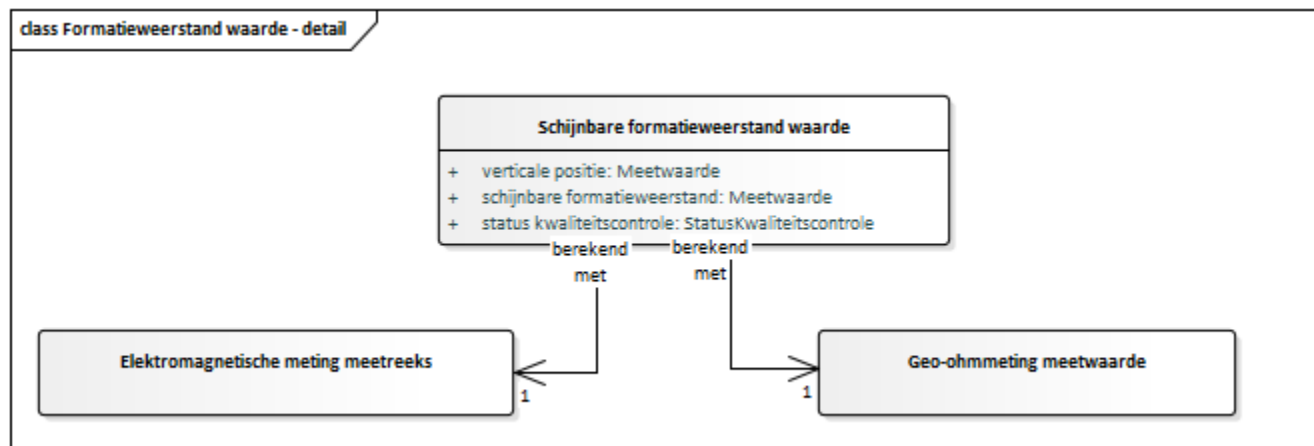 class Formatieweerstand waarde - detail
Schijnbare formatieweerstand waarde
+ verticale positie: Meetwaarde
+ schijnbare formatieweerstand: Meetwaarde
+ status kwaliteitscontrole: StatusKwaliteitscontrole
berekend met
berekend met
Elektromagnetische meting meetreeks
1
Geo-ohmmeting meetwaarde
1